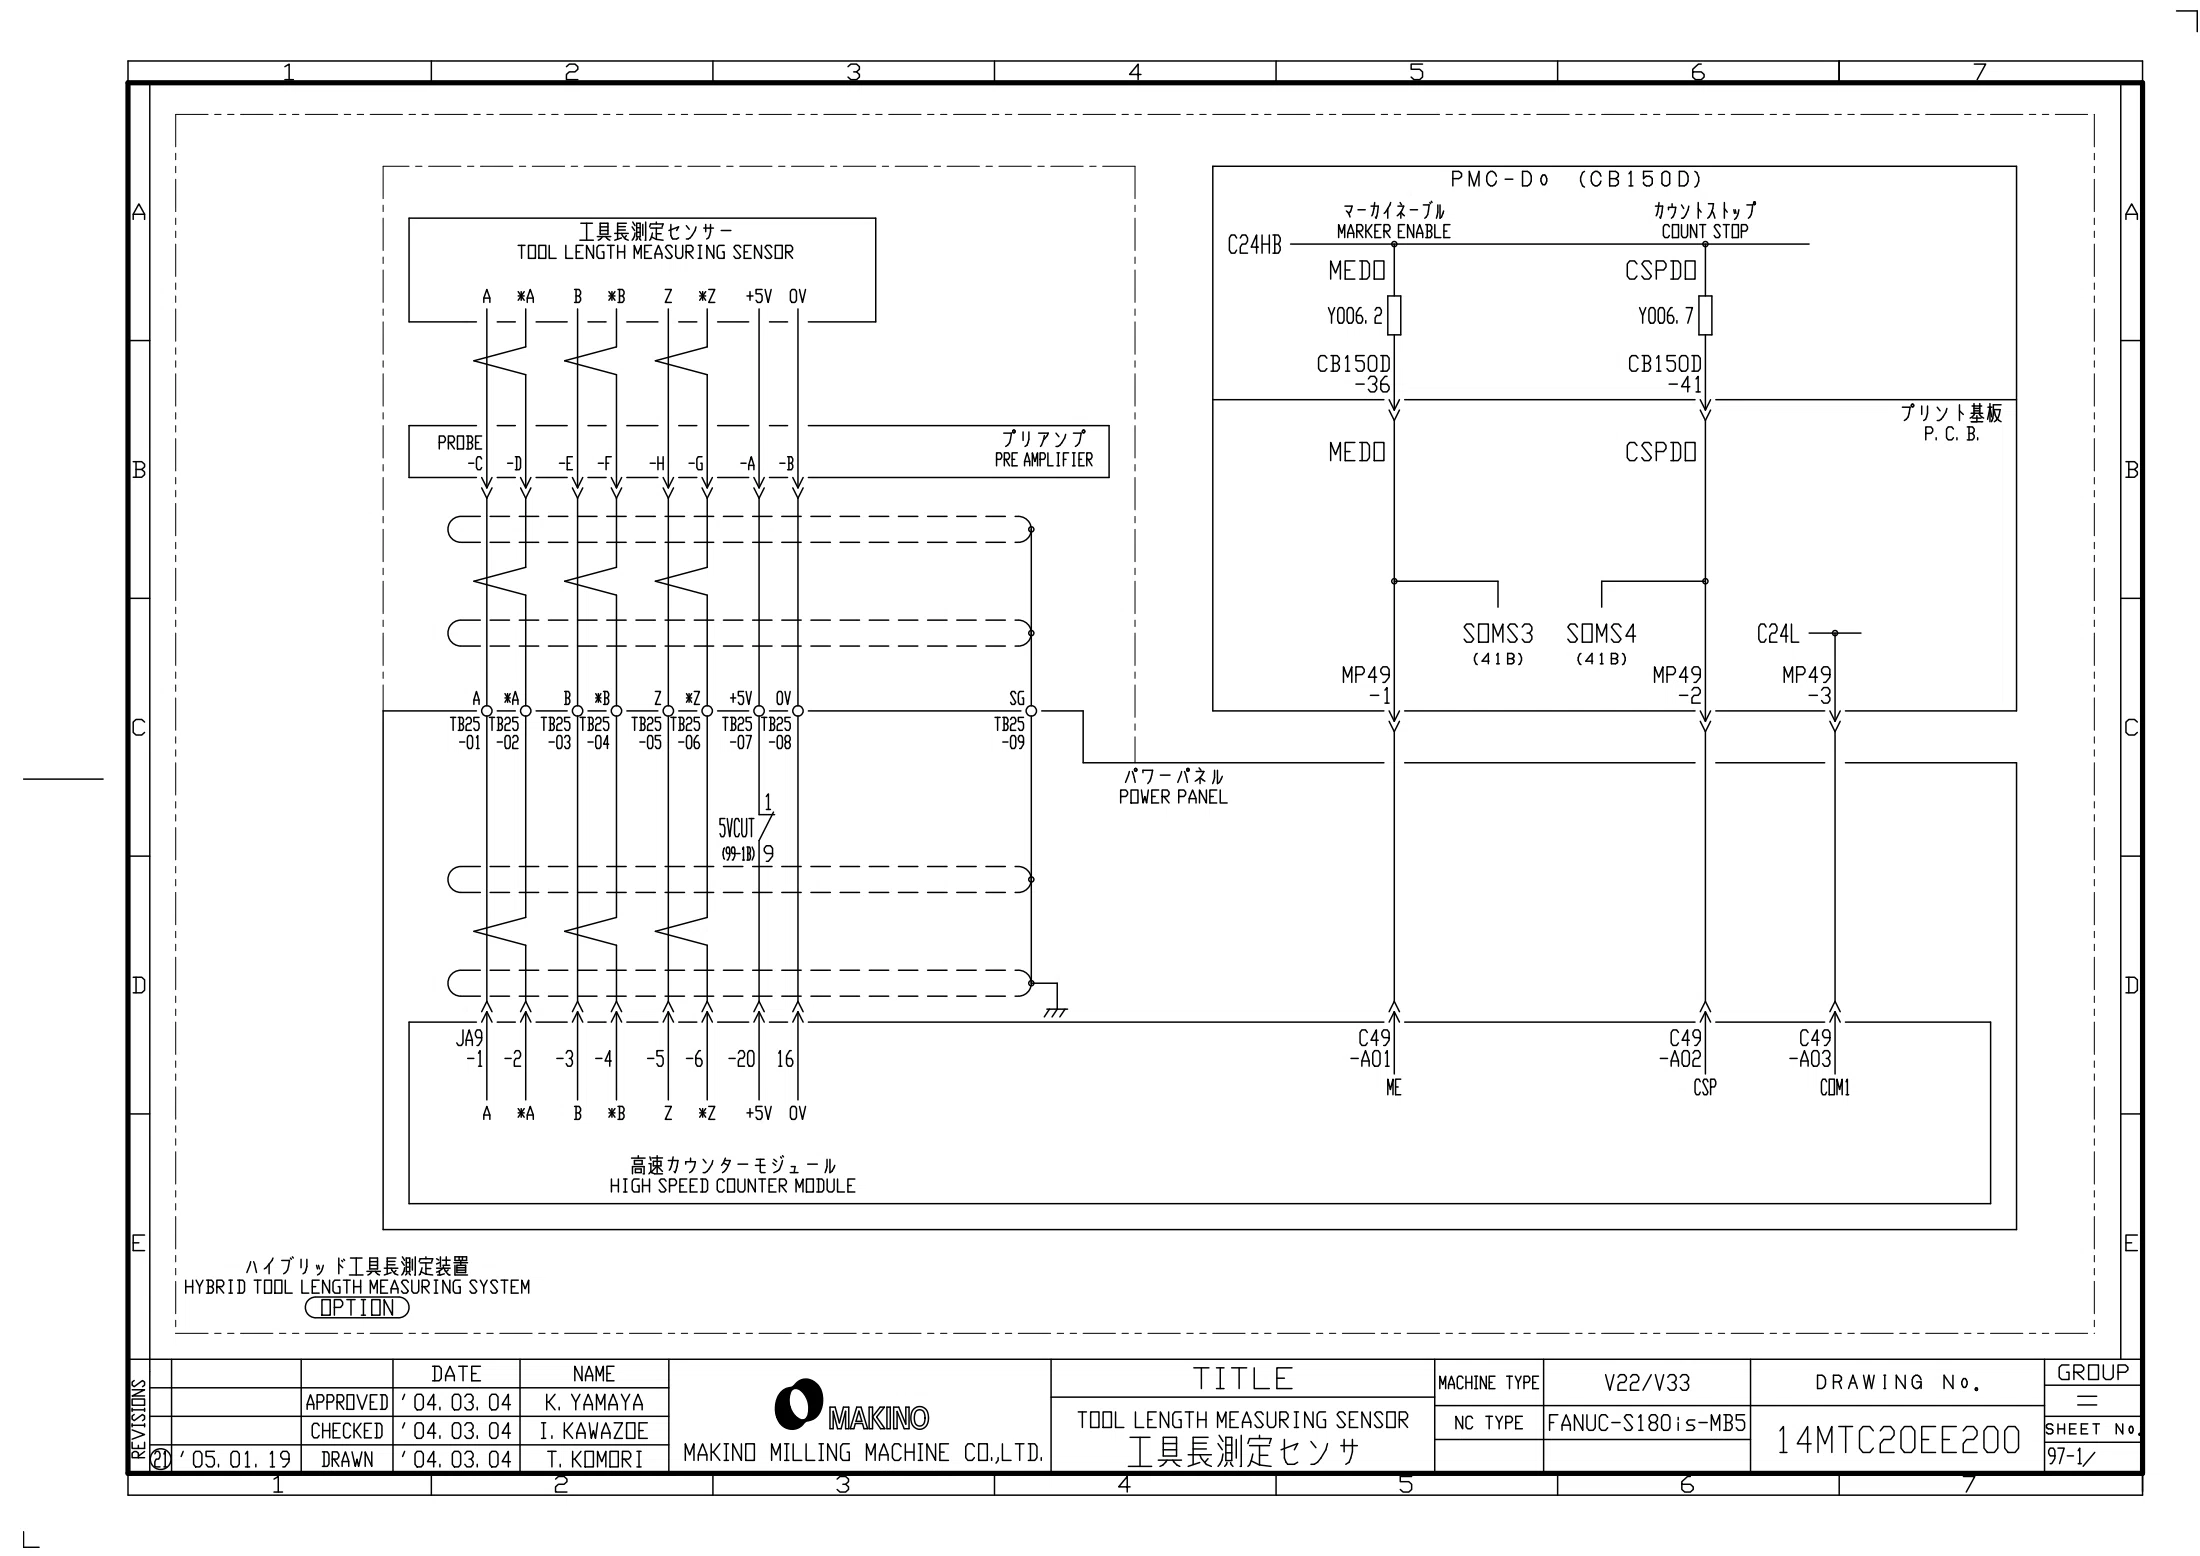 1 2 3 4 5 6 7
A A
B B
C C
D D
E E
工具長測定センサー
TOOL LENGTH MEASURING SENSOR
A *A B *B Z *Z +5V 0V
PROBE
-C -D -E -F -H -G -A -B
プリアンプ
PRE AMPLIFIER
A *A B *B Z *Z +5V 0V SG
TB25 TB25 TB25 TB25 TB25 TB25 TB25 TB25 TB25
-01 -02 -03 -04 -05 -06 -07 -08 -09
パワーパネル
POWER PANEL
1
5VCUT
(99-1B) 9
JA9
-1 -2 -3 -4 -5 -6 -20 16
A *A B *B Z *Z +5V 0V
高速カウンターモジュール
HIGH SPEED COUNTER MODULE
PMC-Do (CB150D)
マーカイネーブル カウントストップ
MARKER ENABLE COUNT STOP
C24HB
MEDO CSPDO
Y006.2 Y006.7
CB150D CB150D
-36 -41
プリント基板
P.C.B.
MEDO CSPDO
SOMS3 SOMS4 C24L
(41B) (41B)
MP49 MP49 MP49
-1 -2 -3
C49 C49 C49
-A01 -A02 -A03
ME CSP COM1
ハイブリッド工具長測定装置
HYBRID TOOL LENGTH MEASURING SYSTEM
OPTION
REVISIONS
DATE NAME
APPROVED '04.03.04 K.YAMAYA
CHECKED '04.03.04 I.KAWAZOE
21 '05.01.19 DRAWN '04.03.04 T.KOMORI
MAKINO
MAKINO MILLING MACHINE CO.,LTD.
TITLE
TOOL LENGTH MEASURING SENSOR
工具長測定センサ
MACHINE TYPE V22/V33
NC TYPE FANUC-S180is-MB5
DRAWING No.
14MTC20EE200
GROUP
=
SHEET No.
97-1/
1 2 3 4 5 6 7